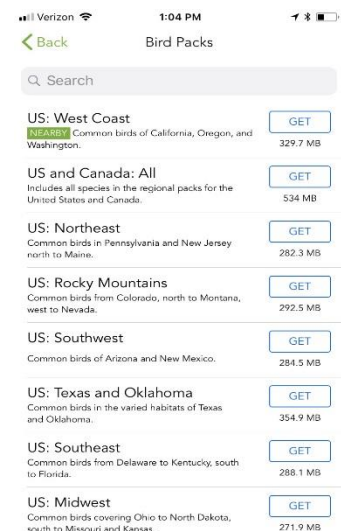 Verizon 1:04 PM
Back Bird Packs
Search
US: West Coast GET
NEARBY Common birds of California, Oregon, and
Washington. 329.7 MB
US and Canada: All GET
Includes all species in the regional packs for the
United States and Canada. 534 MB
US: Northeast GET
Common birds in Pennsylvania and New Jersey
north to Maine. 282.3 MB
US: Rocky Mountains GET
Common birds from Colorado, north to Montana,
west to Nevada. 292.5 MB
US: Southwest GET
Common birds of Arizona and New Mexico. 284.5 MB
US: Texas and Oklahoma GET
Common birds in the varied habitats of Texas
and Oklahoma. 354.9 MB
US: Southeast GET
Common birds from Delaware to Kentucky, south
to Florida. 288.1 MB
US: Midwest GET
Common birds covering Ohio to North Dakota,
south to Missouri and Kansas. 271.9 MB